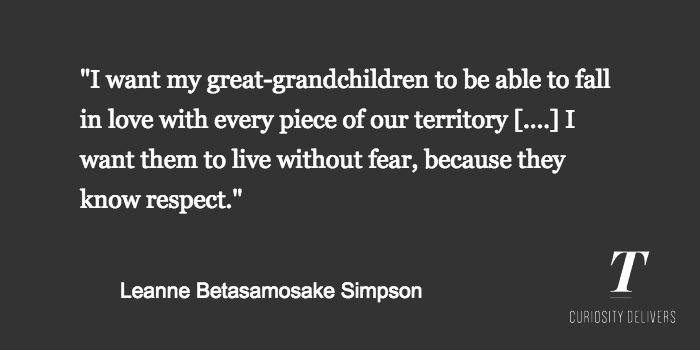 "I want my great-grandchildren to be able to fall
in love with every piece of our territory [....] I
want them to live without fear, because they
know respect."
Leanne Betasamosake Simpson
T
CURIOSITY DELIVERS